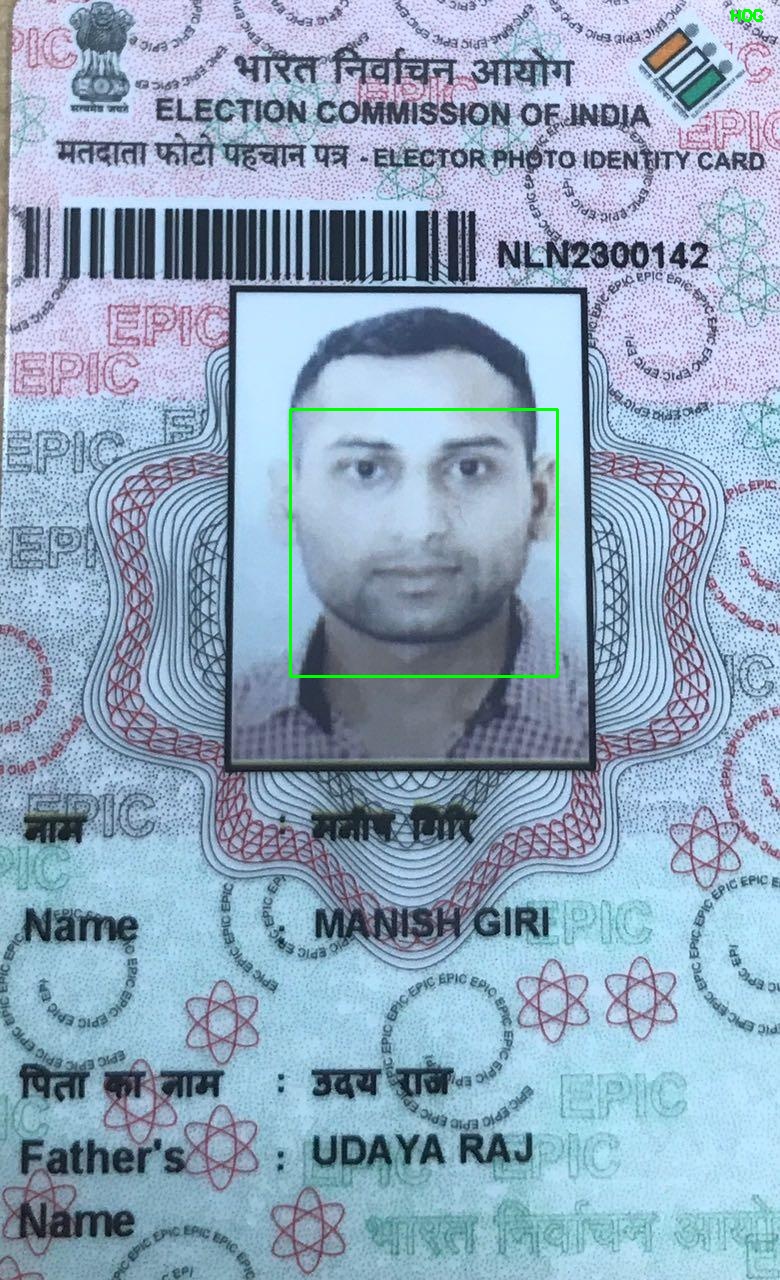 HOG
भारत निर्वाचन आयोग
सत्यमेव जयते
ELECTION COMMISSION OF INDIA
मतदाता फोटो पहचान पत्र - ELECTOR PHOTO IDENTITY CARD
NLN2300142
नाम : मनीष गिरि
Name : MANISH GIRI
पिता का नाम : उदय राज
Father's : UDAYA RAJ
Name
भारत निर्वाचन